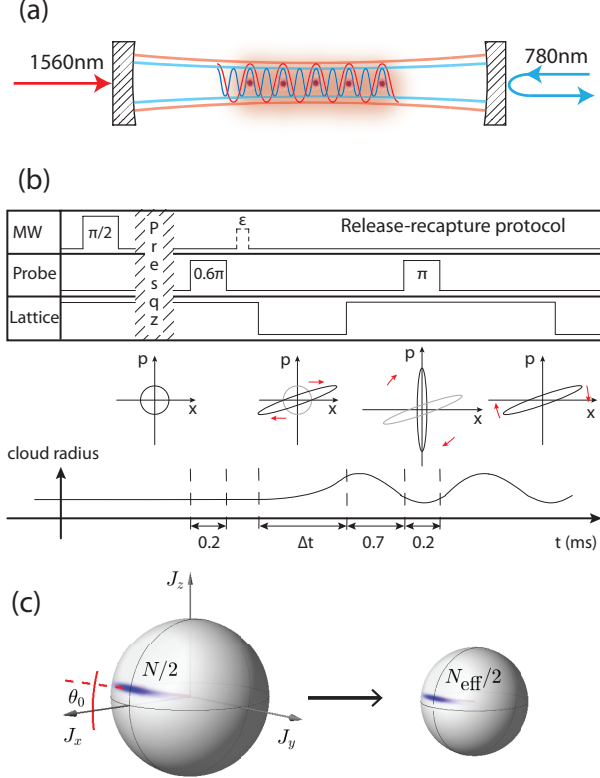 (a)
1560nm
780nm
(b)
MW
π/2
ε
Release-recapture protocol
Presqz
Probe
0.6π
π
Lattice
p
x
p
x
p
x
p
x
cloud radius
0.2
Δt
0.7
0.2
t (ms)
(c)
J_z
N/2
θ_0
J_x
J_y
N_eff/2